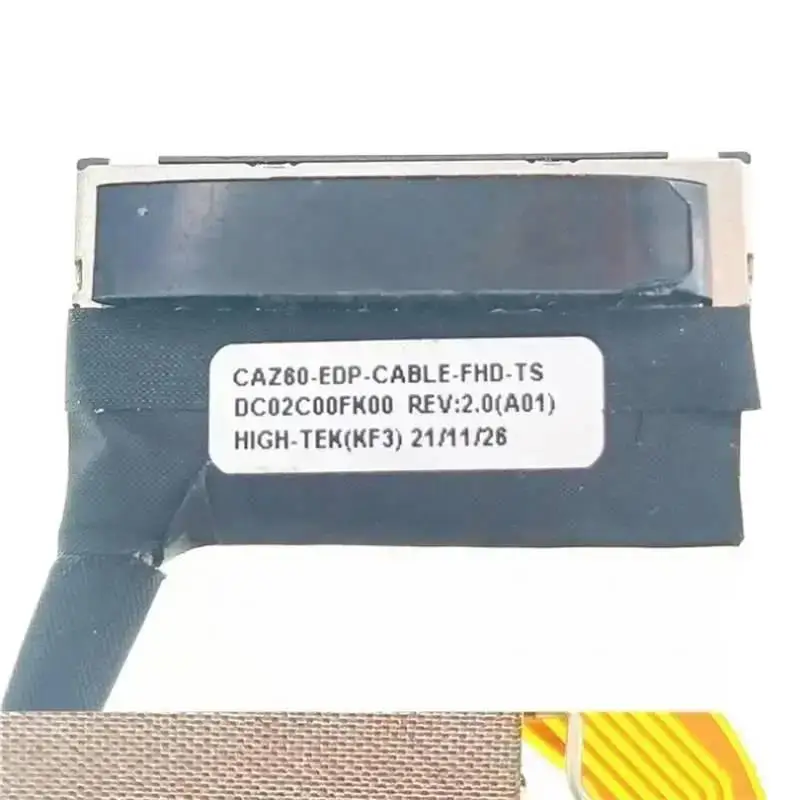 CAZ60-EDP-CABLE-FHD-TS
DC02C00FK00 REV:2.0(A01)
HIGH-TEK(KF3) 21/11/26